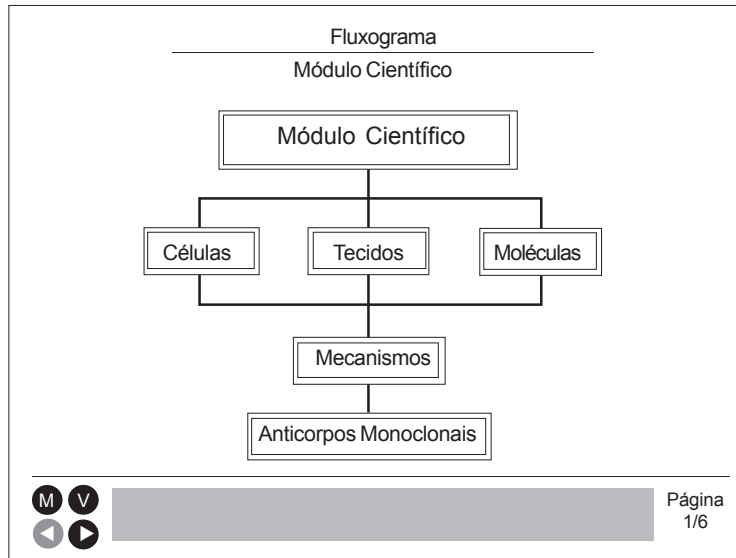 Fluxograma
Módulo Científico
Módulo Científico
Células
Tecidos
Moléculas
Mecanismos
Anticorpos Monoclonais
M V
Página
1/6